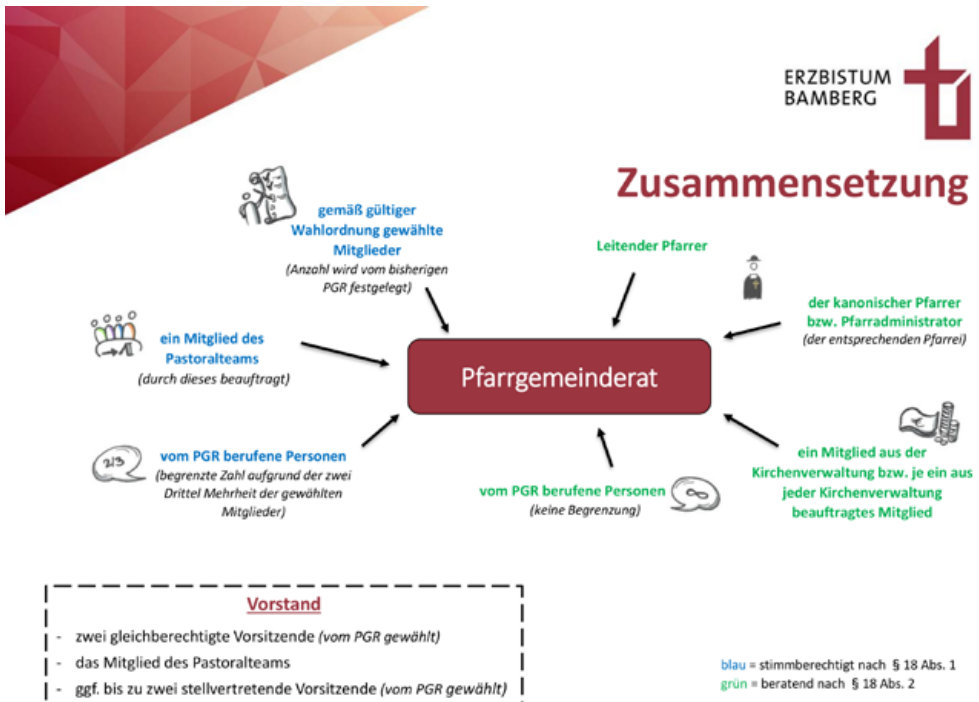 ERZBISTUM
BAMBERG
Zusammensetzung
gemäß gültiger
Wahlordnung gewählte
Mitglieder
(Anzahl wird vom bisherigen
PGR festgelegt)
Leitender Pfarrer
ein Mitglied des
Pastoralteams
(durch dieses beauftragt)
der kanonischer Pfarrer
bzw. Pfarradministrator
(der entsprechenden Pfarrei)
Pfarrgemeinderat
2/3
vom PGR berufene Personen
(begrenzte Zahl aufgrund der zwei
Drittel Mehrheit der gewählten
Mitglieder)
vom PGR berufene Personen
(keine Begrenzung)
∞
ein Mitglied aus der
Kirchenverwaltung bzw. je ein aus
jeder Kirchenverwaltung
beauftragtes Mitglied
Vorstand
- zwei gleichberechtigte Vorsitzende (vom PGR gewählt)
- das Mitglied des Pastoralteams
- ggf. bis zu zwei stellvertretende Vorsitzende (vom PGR gewählt)
blau = stimmberechtigt nach § 18 Abs. 1
grün = beratend nach § 18 Abs. 2